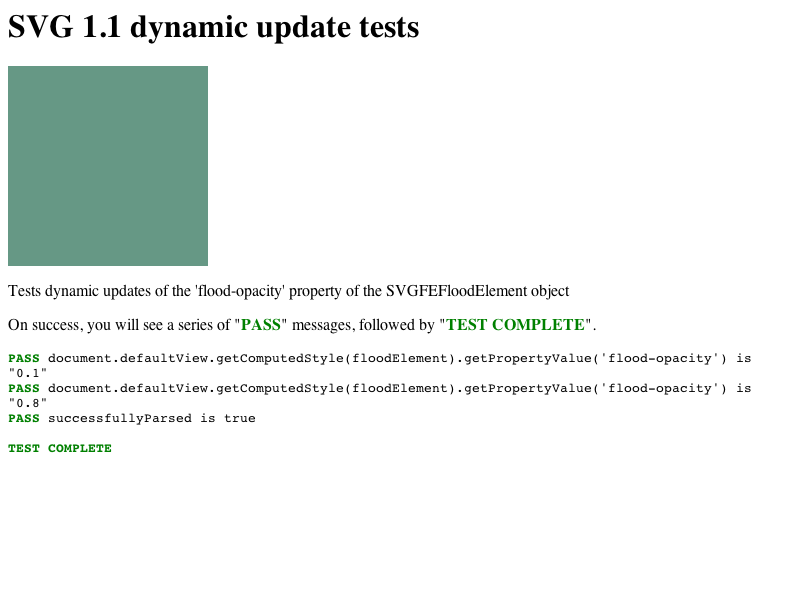 SVG 1.1 dynamic update tests
Tests dynamic updates of the 'flood-opacity' property of the SVGFEFloodElement object
On success, you will see a series of "PASS" messages, followed by "TEST COMPLETE".
PASS document.defaultView.getComputedStyle(floodElement).getPropertyValue('flood-opacity') is
"0.1"
PASS document.defaultView.getComputedStyle(floodElement).getPropertyValue('flood-opacity') is
"0.8"
PASS successfullyParsed is true
TEST COMPLETE